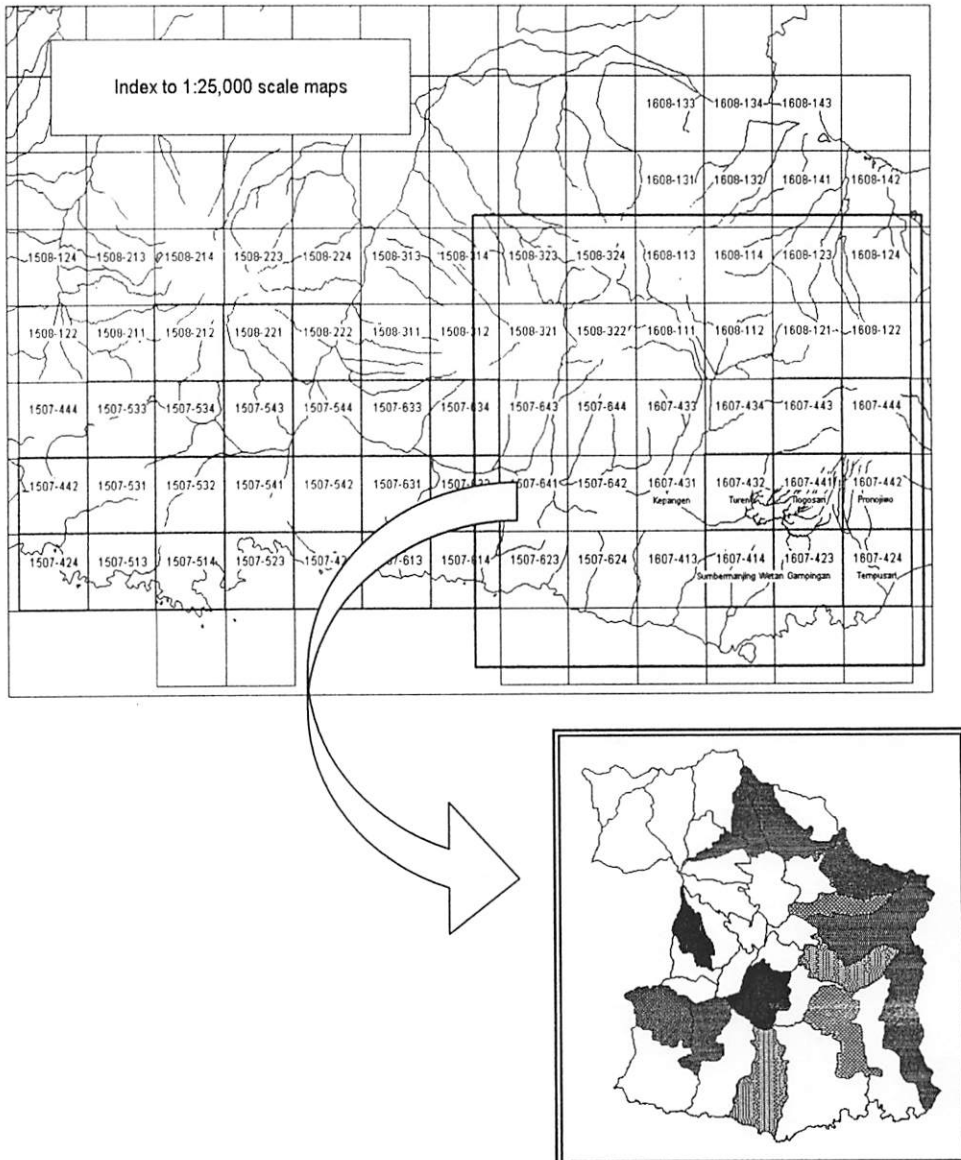 Index to 1:25,000 scale maps
1608-133 1608-134 1608-143
1608-131 1608-132 1608-141 1608-142
1508-124 1508-213 1508-214 1508-223 1508-224 1508-313 1508-314 1508-323 1508-324 1608-113 1608-114 1608-123 1608-124
1508-122 1508-211 1508-212 1508-221 1508-222 1508-311 1508-312 1508-321 1508-322 1608-111 1608-112 1608-121 1608-122
1507-444 1507-533 1507-534 1507-543 1507-544 1507-633 1507-634 1507-643 1507-644 1607-433 1607-434 1607-443 1607-444
1507-442 1507-531 1507-532 1507-541 1507-542 1507-631 1507-641 1507-642 1607-431 1607-432 1607-441 1607-442
Kepangen Turen Tlogosari Pronojiwo
1507-424 1507-513 1507-514 1507-523 1507-613 1507-614 1507-623 1507-624 1607-413 1607-414 1607-423 1607-424
Sumbermanjing Wetan Gampingan Tempusari